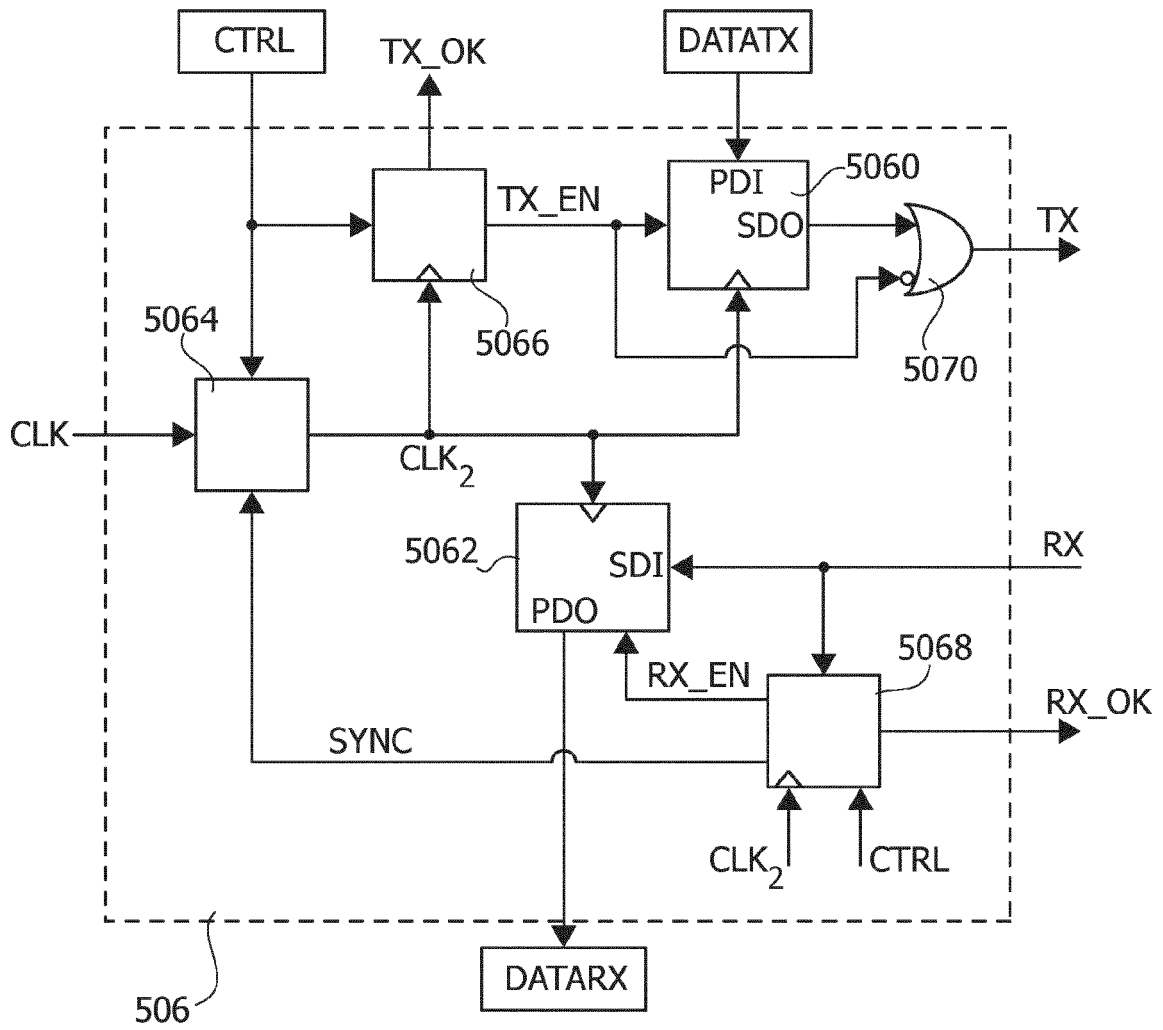 CTRL
DATATX
TX_OK
5060
PDI
TX_EN
SDO
TX
5064
5066
5070
CLK
CLK2
RX
5062
SDI
PDO
5068
RX_EN
RX_OK
SYNC
CLK2
CTRL
DATARX
506